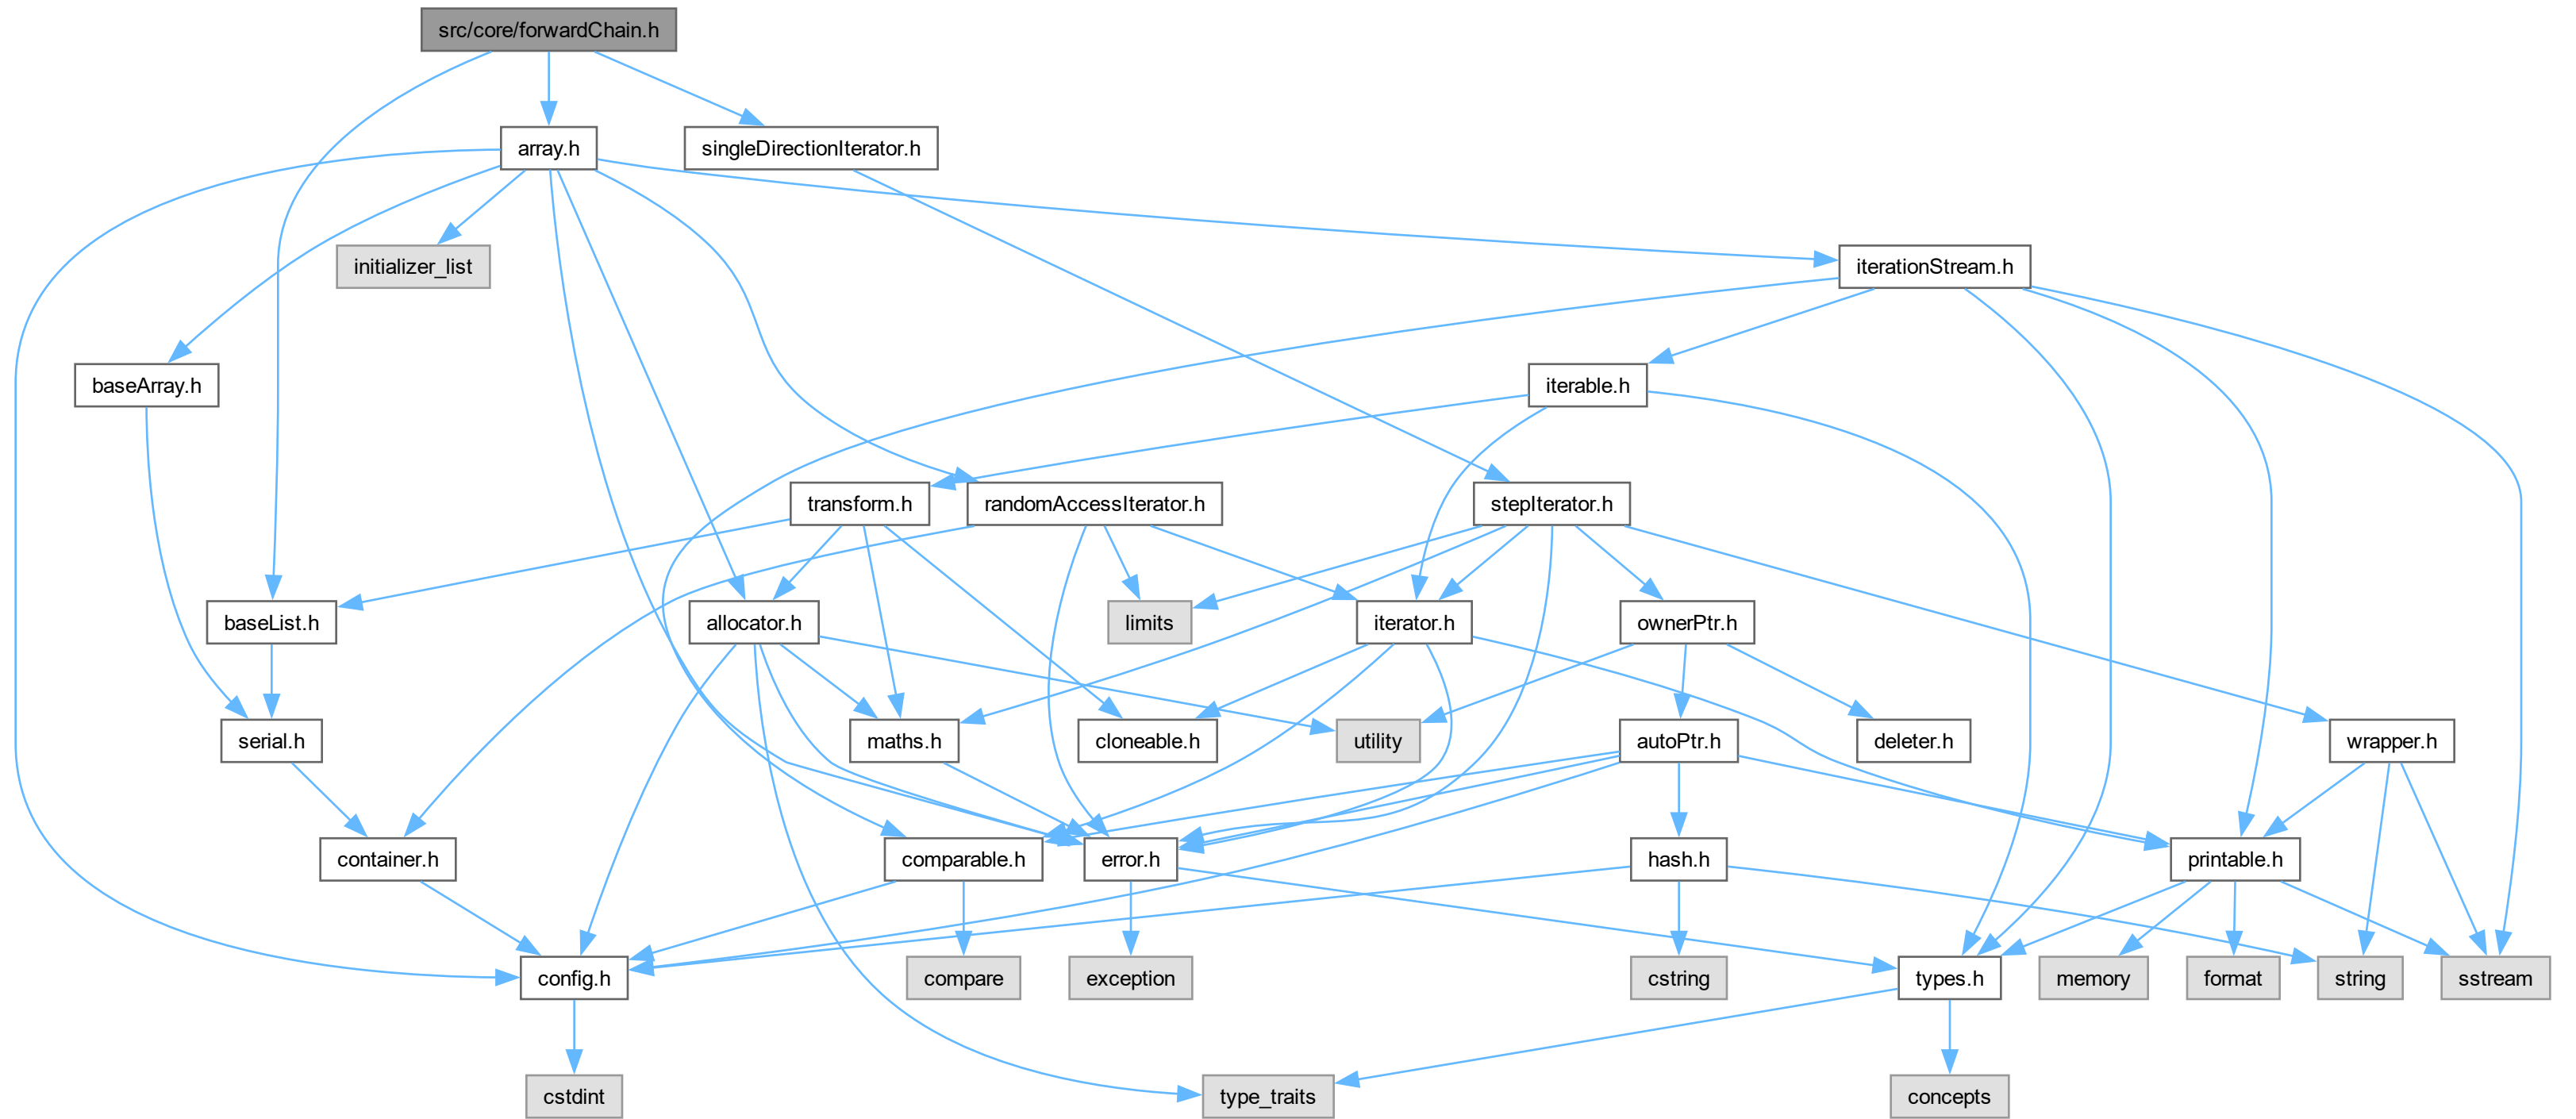 src/core/forwardChain.h
array.h
singleDirectionIterator.h
initializer_list
iterationStream.h
baseArray.h
iterable.h
transform.h
randomAccessIterator.h
stepIterator.h
baseList.h
allocator.h
limits
iterator.h
ownerPtr.h
serial.h
maths.h
cloneable.h
utility
autoPtr.h
deleter.h
wrapper.h
container.h
comparable.h
error.h
hash.h
printable.h
config.h
compare
exception
cstring
types.h
memory
format
string
sstream
cstdint
type_traits
concepts